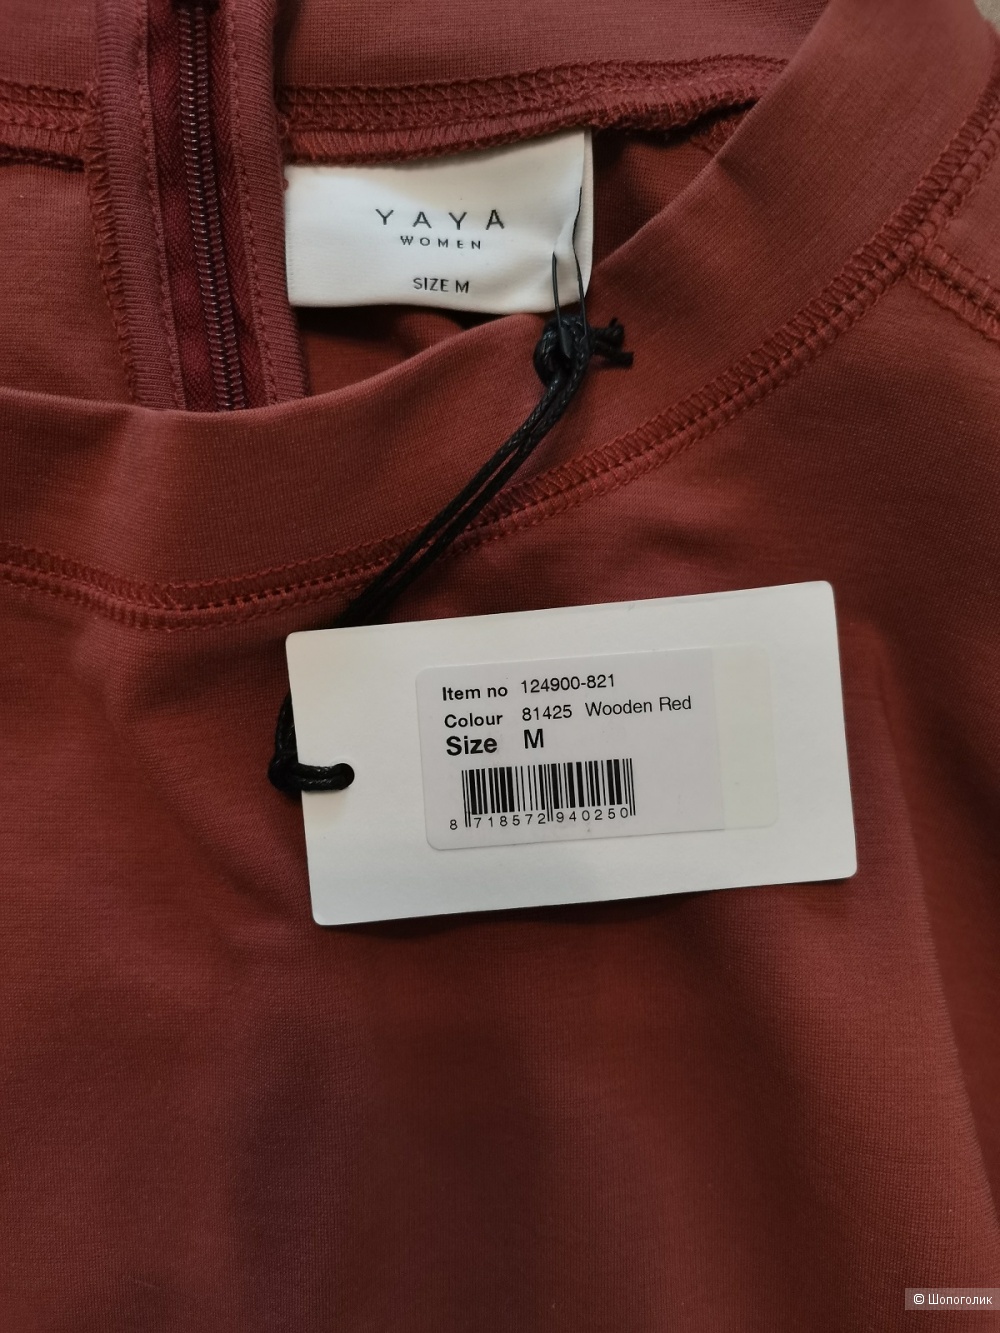 YAYA
WOMEN
SIZE M
Item no 124900-821
Colour 81425 Wooden Red
Size M
8 718572 940250
© Шопоголик